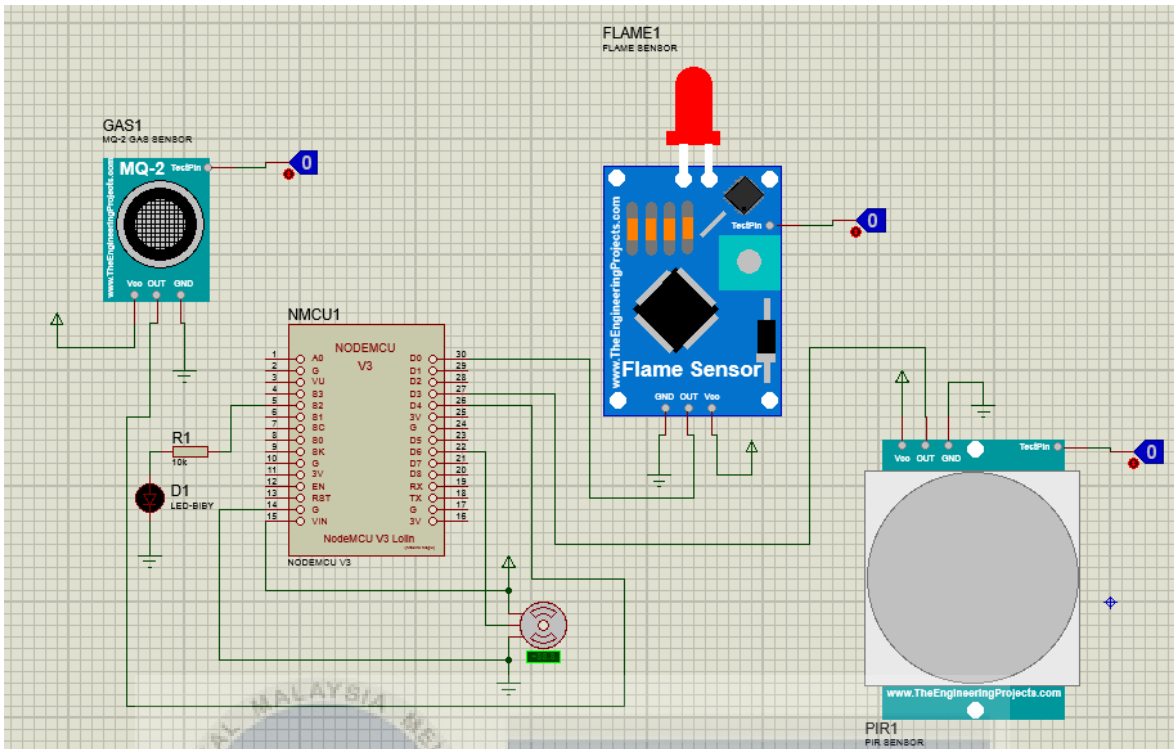 FLAME1
FLAME SENSOR
GAS1
MQ-2 GAS SENSOR
MQ-2
TestPin
0
www.TheEngineeringProjects.com
Vcc OUT GND
www.TheEngineeringProjects.com
TestPin
0
Flame Sensor
GND OUT Vcc
NMCU1
NODEMCU
V3
1 A0 D0 30
2 G D1 29
3 VU D2 28
4 S3 D3 27
5 S2 D4 26
6 S1 3V 25
7 SC G 24
8 S0 D5 23
9 SK D6 22
10 G D7 21
11 3V D8 20
12 EN RX 19
13 RST TX 18
14 G G 17
15 VIN 3V 16
NodeMCU V3 Lolin
NODEMCU V3
R1
10k
D1
LED-BIBY
Vcc OUT GND
TestPin
0
www.TheEngineeringProjects.com
PIR1
PIR SENSOR
MALAYSIA